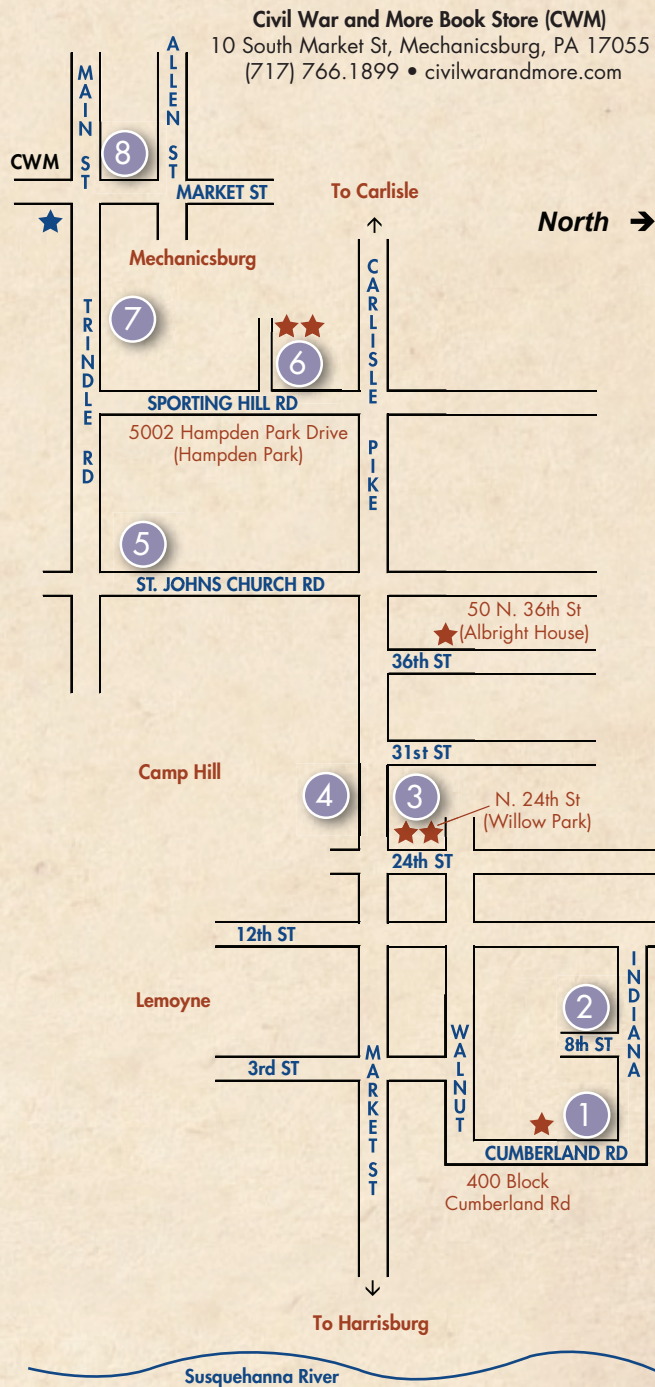 Civil War and More Book Store (CWM)
10 South Market St, Mechanicsburg, PA 17055
(717) 766.1899 • civilwarandmore.com
MAIN ST
ALLEN ST
8
CWM
MARKET ST
To Carlisle
North →
Mechanicsburg
CARLISLE PIKE
TRINDLE RD
7
6
SPORTING HILL RD
5002 Hampden Park Drive
(Hampden Park)
5
ST. JOHNS CHURCH RD
50 N. 36th St
(Albright House)
36th ST
31st ST
Camp Hill
4
3
N. 24th St
(Willow Park)
24th ST
12th ST
INDIANA
Lemoyne
2
8th ST
WALNUT
MARKET ST
3rd ST
1
CUMBERLAND RD
400 Block
Cumberland Rd
To Harrisburg
Susquehanna River